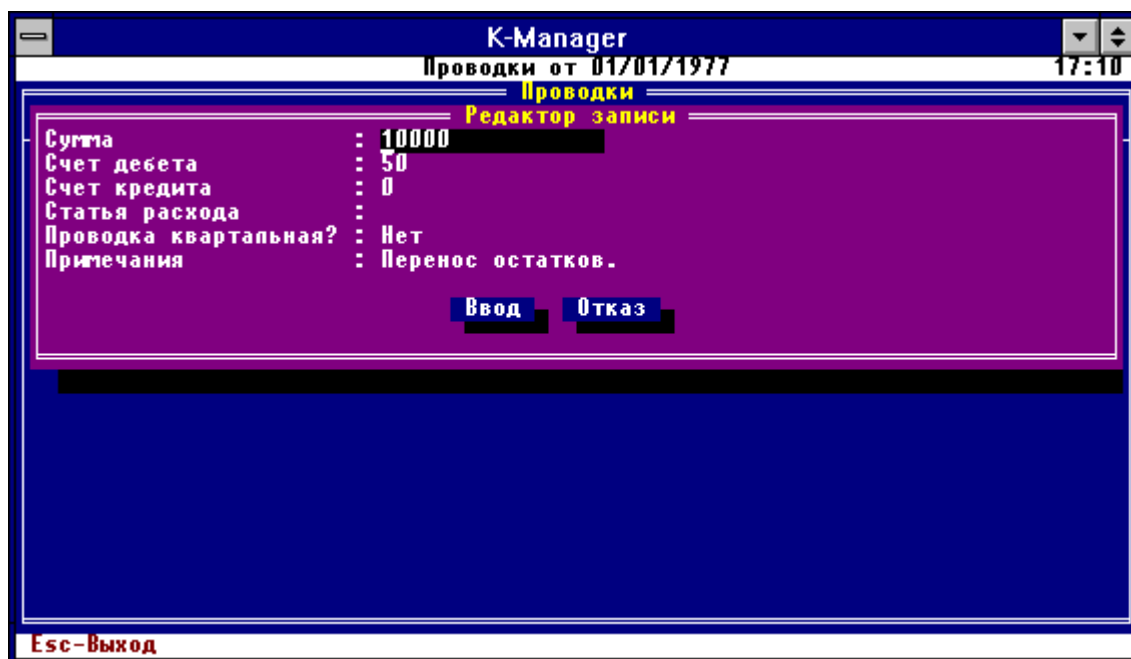 K-Manager
Проводки от 01/01/1977 17:10
Проводки
Редактор записи
Сумма : 10000
Счет дебета : 50
Счет кредита : 0
Статья расхода :
Проводка квартальная? : Нет
Примечания : Перенос остатков.
Ввод Отказ
Esc-Выход